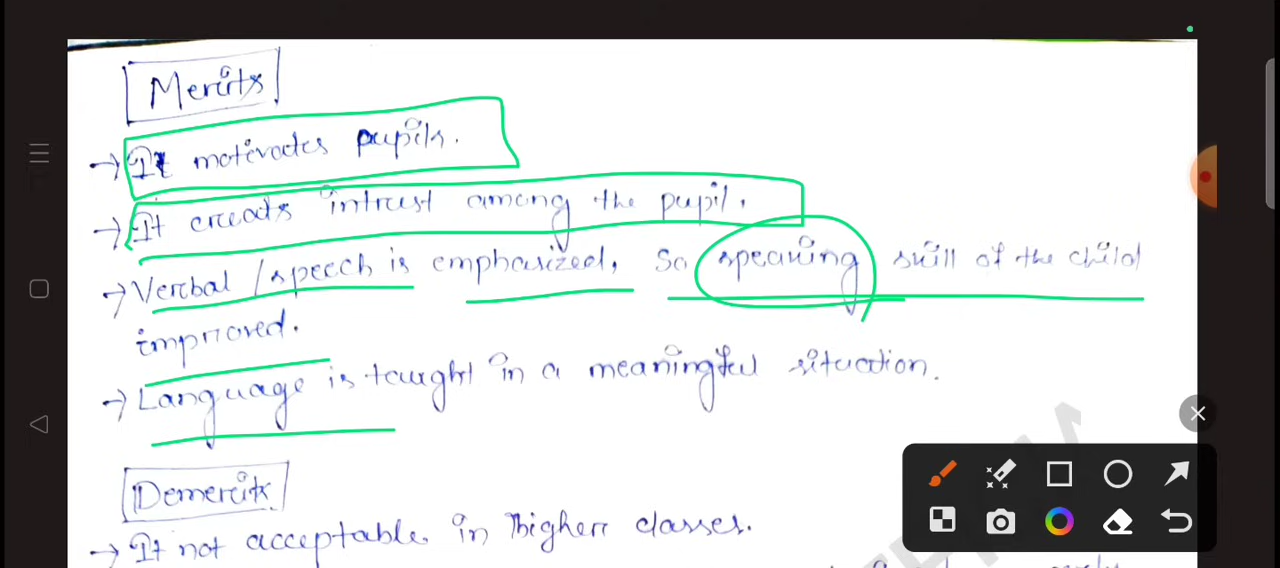 Merits
→ It motivates pupils.
→ It creats intrust among the pupil.
→ Verbal / speech is emphasized, So speaking skill of the child
improved.
→ Language is taught in a meaningful situation.
Demerits
→ It not acceptable in higher classes.